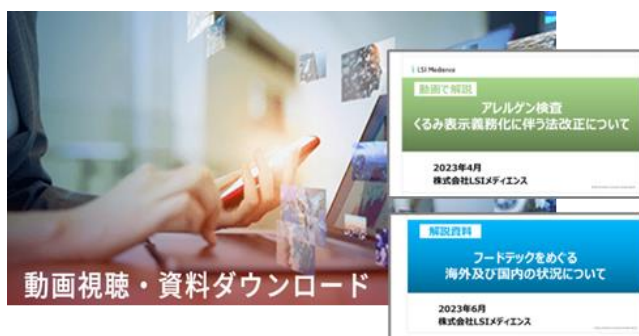 動画視聴・資料ダウンロード
LSI Medience
動画で解説
アレルゲン検査
くるみ表示義務化に伴う法改正について
2023年4月
株式会社LSIメディエンス
解説資料
フードテックをめぐる
海外及び国内の状況について
2023年6月
株式会社LSIメディエンス